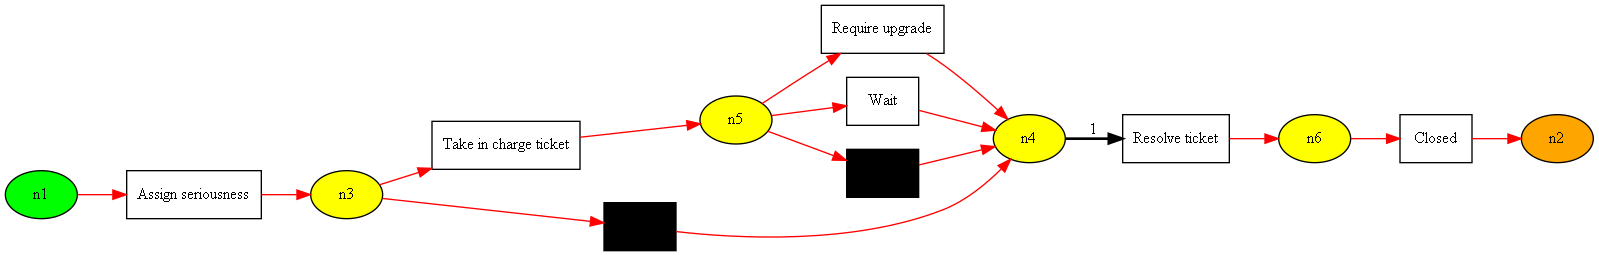 n1
Assign seriousness
n3
Take in charge ticket
n5
Require upgrade
Wait
n4
1
Resolve ticket
n6
Closed
n2